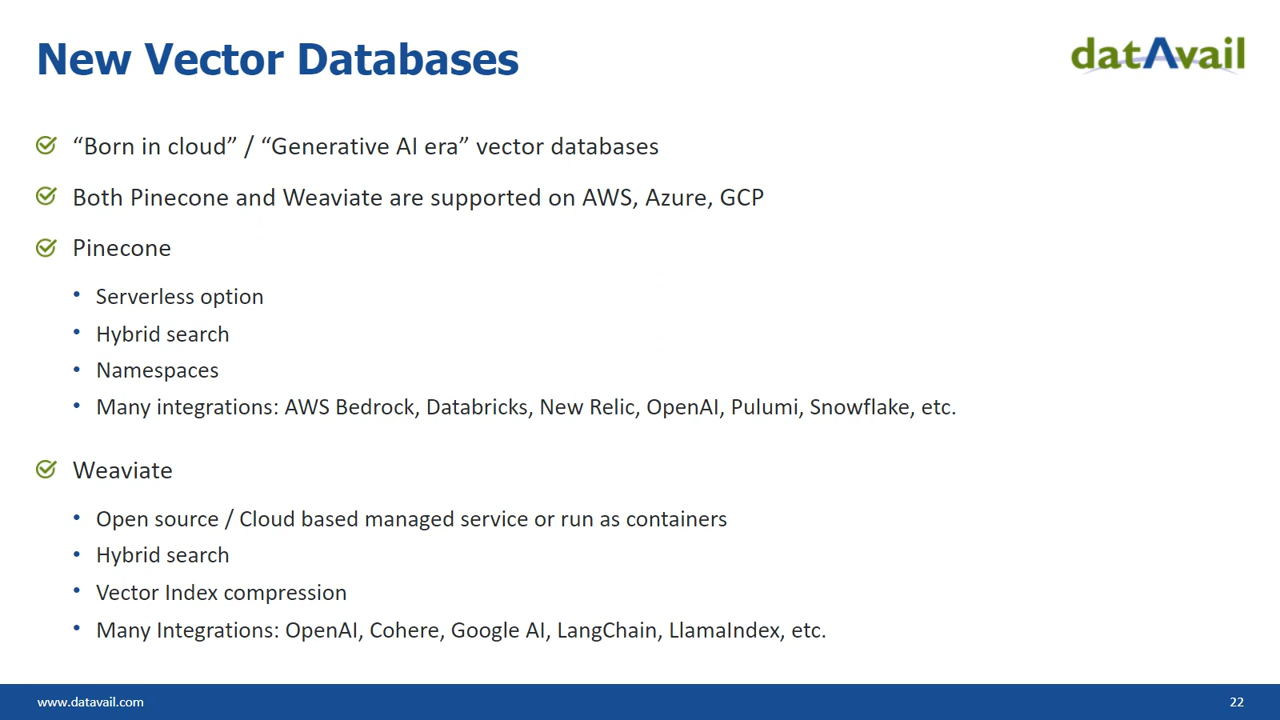 New Vector Databases
datAvail
“Born in cloud” / “Generative AI era” vector databases
Both Pinecone and Weaviate are supported on AWS, Azure, GCP
Pinecone
• Serverless option
• Hybrid search
• Namespaces
• Many integrations: AWS Bedrock, Databricks, New Relic, OpenAI, Pulumi, Snowflake, etc.
Weaviate
• Open source / Cloud based managed service or run as containers
• Hybrid search
• Vector Index compression
• Many Integrations: OpenAI, Cohere, Google AI, LangChain, LlamaIndex, etc.
www.datavail.com
22